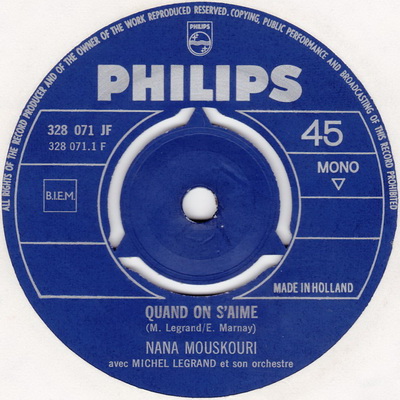 ALL RIGHTS OF THE RECORD PRODUCER AND OF THE OWNER OF THE WORK REPRODUCED RESERVED. COPYING, PUBLIC PERFORMANCE AND BROADCASTING OF THIS RECORD PROHIBITED
PHILIPS
PHILIPS
328 071 JF
328 071.1 F
45
MONO
B.I.E.M.
MADE IN HOLLAND
QUAND ON S'AIME
(M. Legrand/E. Marnay)
NANA MOUSKOURI
avec MICHEL LEGRAND et son orchestre